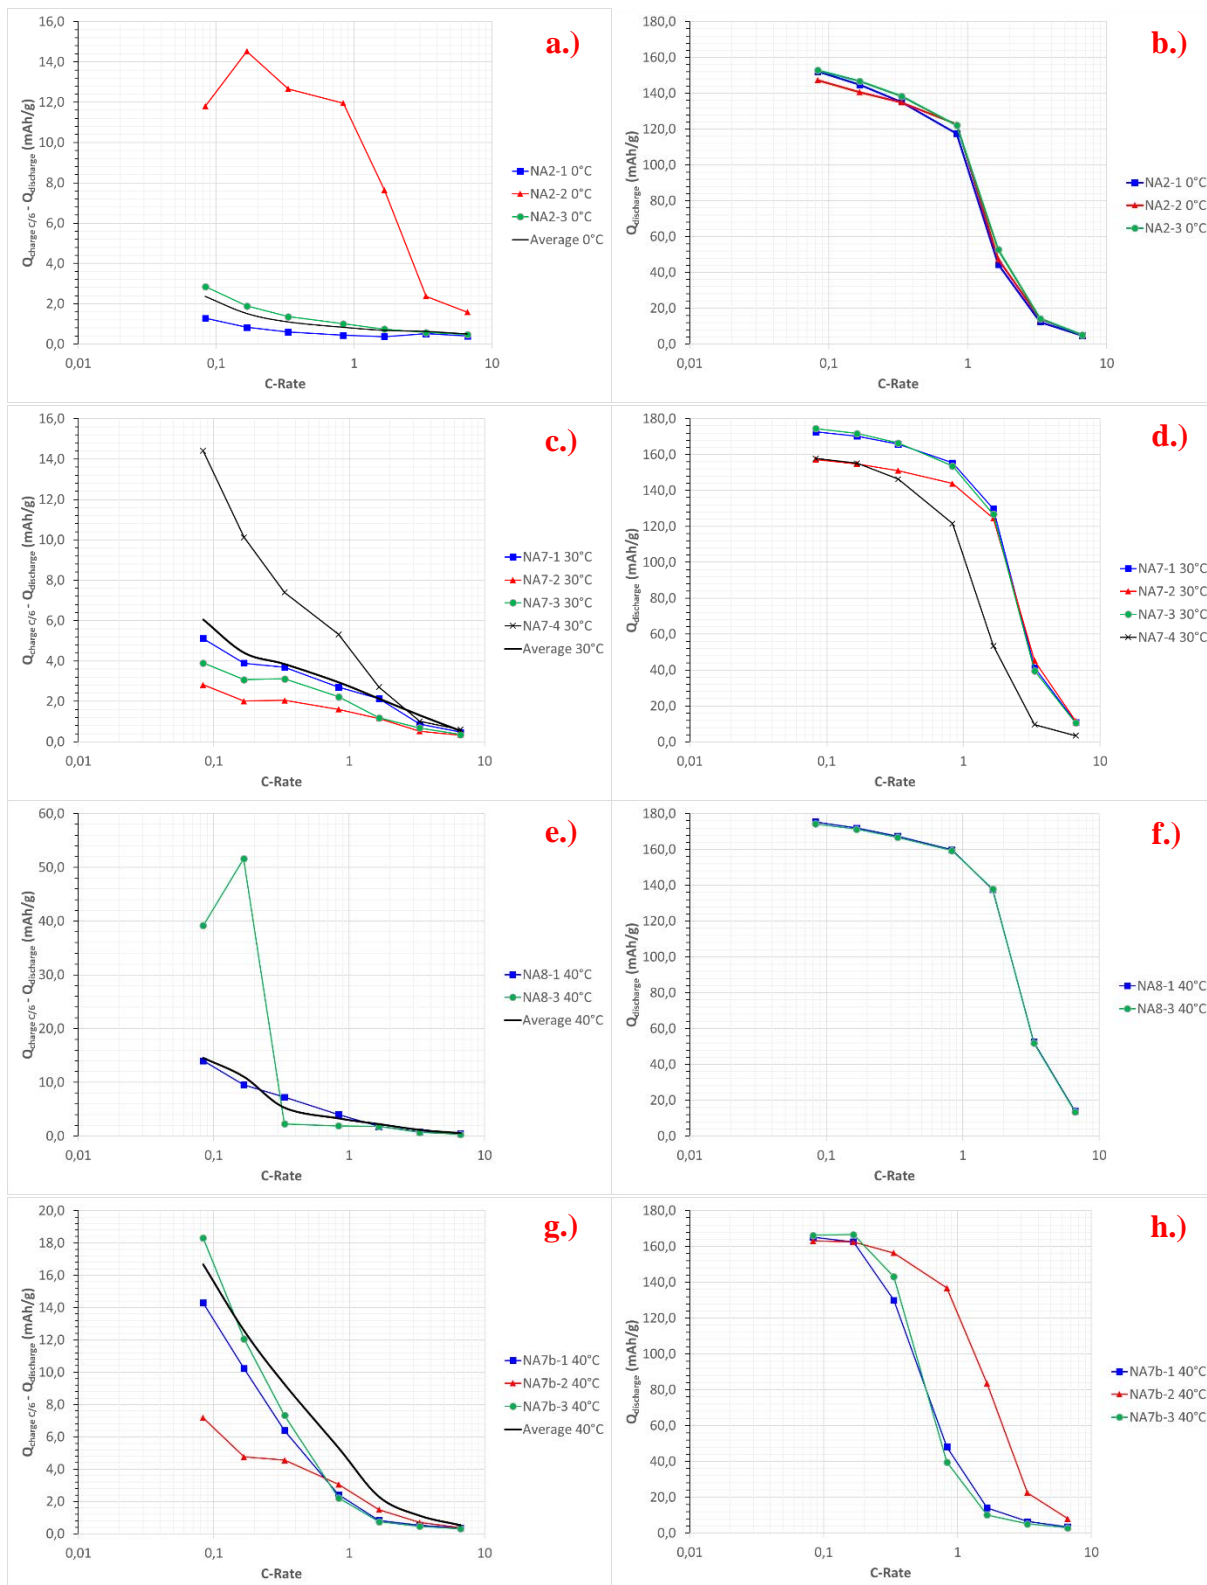 a.)
16,0
14,0
12,0
10,0
8,0
6,0
4,0
2,0
0,0
0,01
0,1
1
10
Q charge C/6 - Q discharge (mAh/g)
C-Rate
NA2-1 0°C
NA2-2 0°C
NA2-3 0°C
Average 0°C
b.)
180,0
160,0
140,0
120,0
100,0
80,0
60,0
40,0
20,0
0,0
0,01
0,1
1
10
Q discharge (mAh/g)
C-Rate
NA2-1 0°C
NA2-2 0°C
NA2-3 0°C
c.)
16,0
14,0
12,0
10,0
8,0
6,0
4,0
2,0
0,0
0,01
0,1
1
10
Q charge C/6 - Q discharge (mAh/g)
C-Rate
NA7-1 30°C
NA7-2 30°C
NA7-3 30°C
NA7-4 30°C
Average 30°C
d.)
180,0
160,0
140,0
120,0
100,0
80,0
60,0
40,0
20,0
0,0
0,01
0,1
1
10
Q discharge (mAh/g)
C-Rate
NA7-1 30°C
NA7-2 30°C
NA7-3 30°C
NA7-4 30°C
e.)
60,0
50,0
40,0
30,0
20,0
10,0
0,0
0,01
0,1
1
10
Q charge C/6 - Q discharge (mAh/g)
C-Rate
NA8-1 40°C
NA8-3 40°C
Average 40°C
f.)
180,0
160,0
140,0
120,0
100,0
80,0
60,0
40,0
20,0
0,0
0,01
0,1
1
10
Q discharge (mAh/g)
C-Rate
NA8-1 40°C
NA8-3 40°C
g.)
20,0
18,0
16,0
14,0
12,0
10,0
8,0
6,0
4,0
2,0
0,0
0,01
0,1
1
10
Q charge C/6 - Q discharge (mAh/g)
C-Rate
NA7b-1 40°C
NA7b-2 40°C
NA7b-3 40°C
Average 40°C
h.)
180,0
160,0
140,0
120,0
100,0
80,0
60,0
40,0
20,0
0,0
0,01
0,1
1
10
Q discharge (mAh/g)
C-Rate
NA7b-1 40°C
NA7b-2 40°C
NA7b-3 40°C